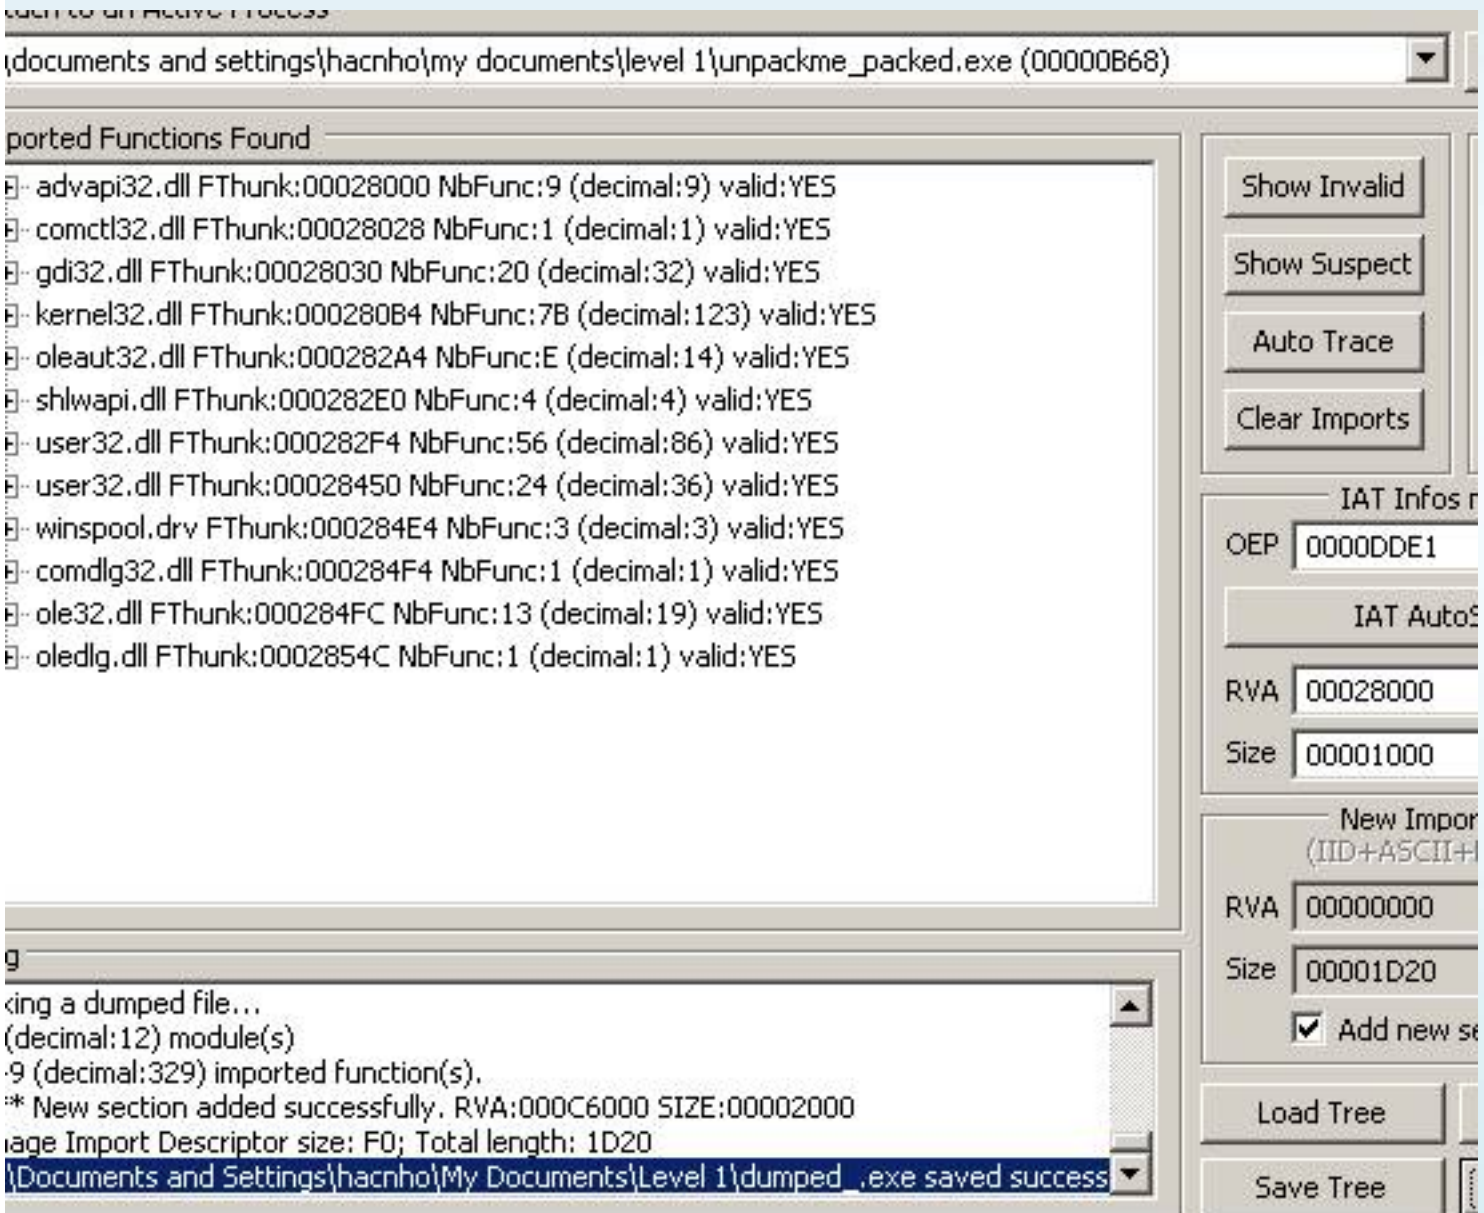 to an Active Process
\documents and settings\hacnho\my documents\level 1\unpackme_packed.exe (00000B68)
ported Functions Found
advapi32.dll FThunk:00028000 NbFunc:9 (decimal:9) valid:YES
comctl32.dll FThunk:00028028 NbFunc:1 (decimal:1) valid:YES
gdi32.dll FThunk:00028030 NbFunc:20 (decimal:32) valid:YES
kernel32.dll FThunk:000280B4 NbFunc:7B (decimal:123) valid:YES
oleaut32.dll FThunk:000282A4 NbFunc:E (decimal:14) valid:YES
shlwapi.dll FThunk:000282E0 NbFunc:4 (decimal:4) valid:YES
user32.dll FThunk:000282F4 NbFunc:56 (decimal:86) valid:YES
user32.dll FThunk:00028450 NbFunc:24 (decimal:36) valid:YES
winspool.drv FThunk:000284E4 NbFunc:3 (decimal:3) valid:YES
comdlg32.dll FThunk:000284F4 NbFunc:1 (decimal:1) valid:YES
ole32.dll FThunk:000284FC NbFunc:13 (decimal:19) valid:YES
oledlg.dll FThunk:0002854C NbFunc:1 (decimal:1) valid:YES
Show Invalid
Show Suspect
Auto Trace
Clear Imports
IAT Infos
OEP 0000DDE1
IAT AutoS
RVA 00028000
Size 00001000
New Impor
(IID+ASCII+
RVA 00000000
Size 00001D20
Add new se
Load Tree
Save Tree
g
king a dumped file...
(decimal:12) module(s)
9 (decimal:329) imported function(s).
** New section added successfully. RVA:000C6000 SIZE:00002000
age Import Descriptor size: F0; Total length: 1D20
\Documents and Settings\hacnho\My Documents\Level 1\dumped_.exe saved success